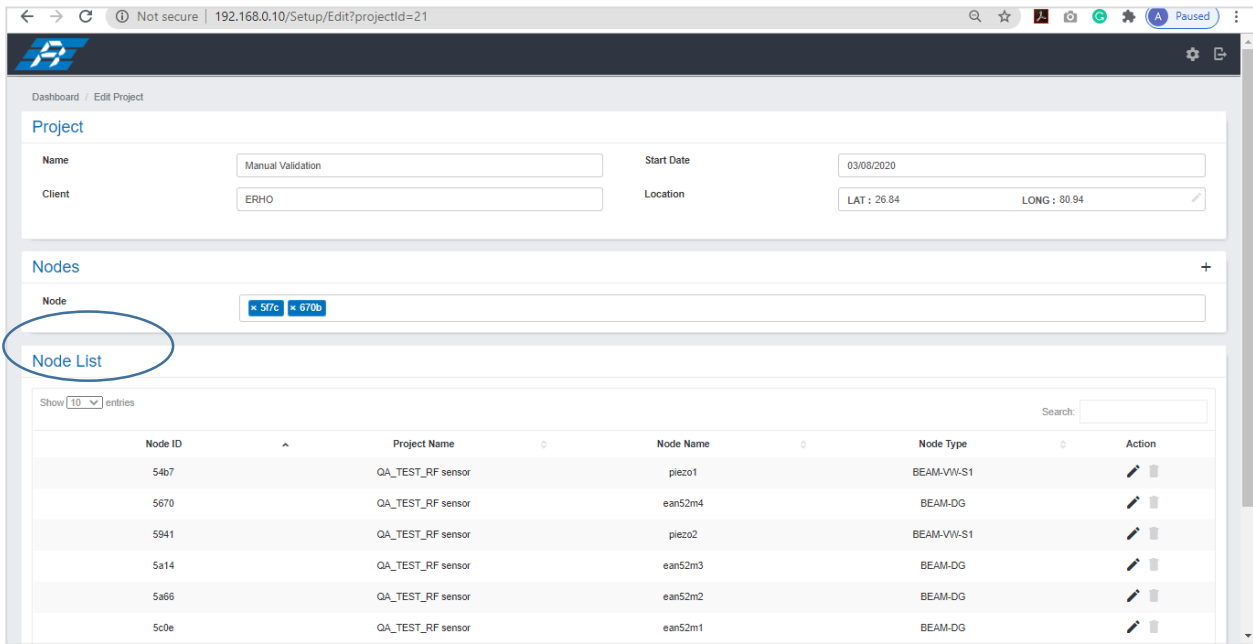 Not secure | 192.168.0.10/Setup/Edit?projectId=21
A Paused
Dashboard / Edit Project
Project
Name Manual Validation Start Date 03/08/2020
Client ERHO Location LAT : 26.84 LONG : 80.94
Nodes +
Node × 5f7c × 670b
Node List
Show 10 entries Search:
Node ID Project Name Node Name Node Type Action
54b7 QA_TEST_RF sensor piezo1 BEAM-VW-S1
5670 QA_TEST_RF sensor ean52m4 BEAM-DG
5941 QA_TEST_RF sensor piezo2 BEAM-VW-S1
5a14 QA_TEST_RF sensor ean52m3 BEAM-DG
5a66 QA_TEST_RF sensor ean52m2 BEAM-DG
5c0e QA_TEST_RF sensor ean52m1 BEAM-DG